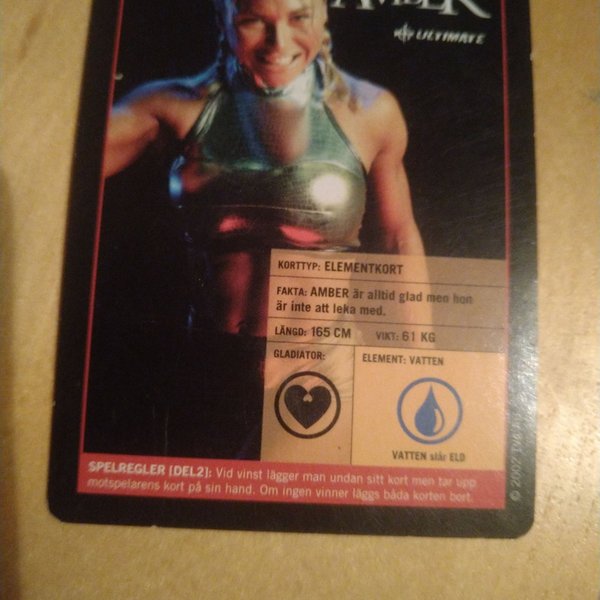 AMBER
ULTIMATE
KORTTYP: ELEMENTKORT
FAKTA: AMBER är alltid glad men hon
är inte att leka med.
LÄNGD: 165 CM VIKT: 61 KG
GLADIATOR:
ELEMENT: VATTEN
VATTEN slår ELD
SPELREGLER [DEL2]: Vid vinst lägger man undan sitt kort men tar upp
motspelarens kort på sin hand. Om ingen vinner läggs båda korten bort.